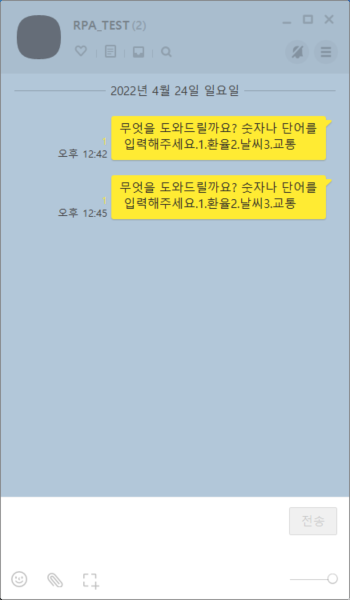 RPA_TEST (2)
2022년 4월 24일 일요일
무엇을 도와드릴까요? 숫자나 단어를
입력해주세요.1.환율2.날씨3.교통
1
오후 12:42
무엇을 도와드릴까요? 숫자나 단어를
입력해주세요.1.환율2.날씨3.교통
1
오후 12:45
전송